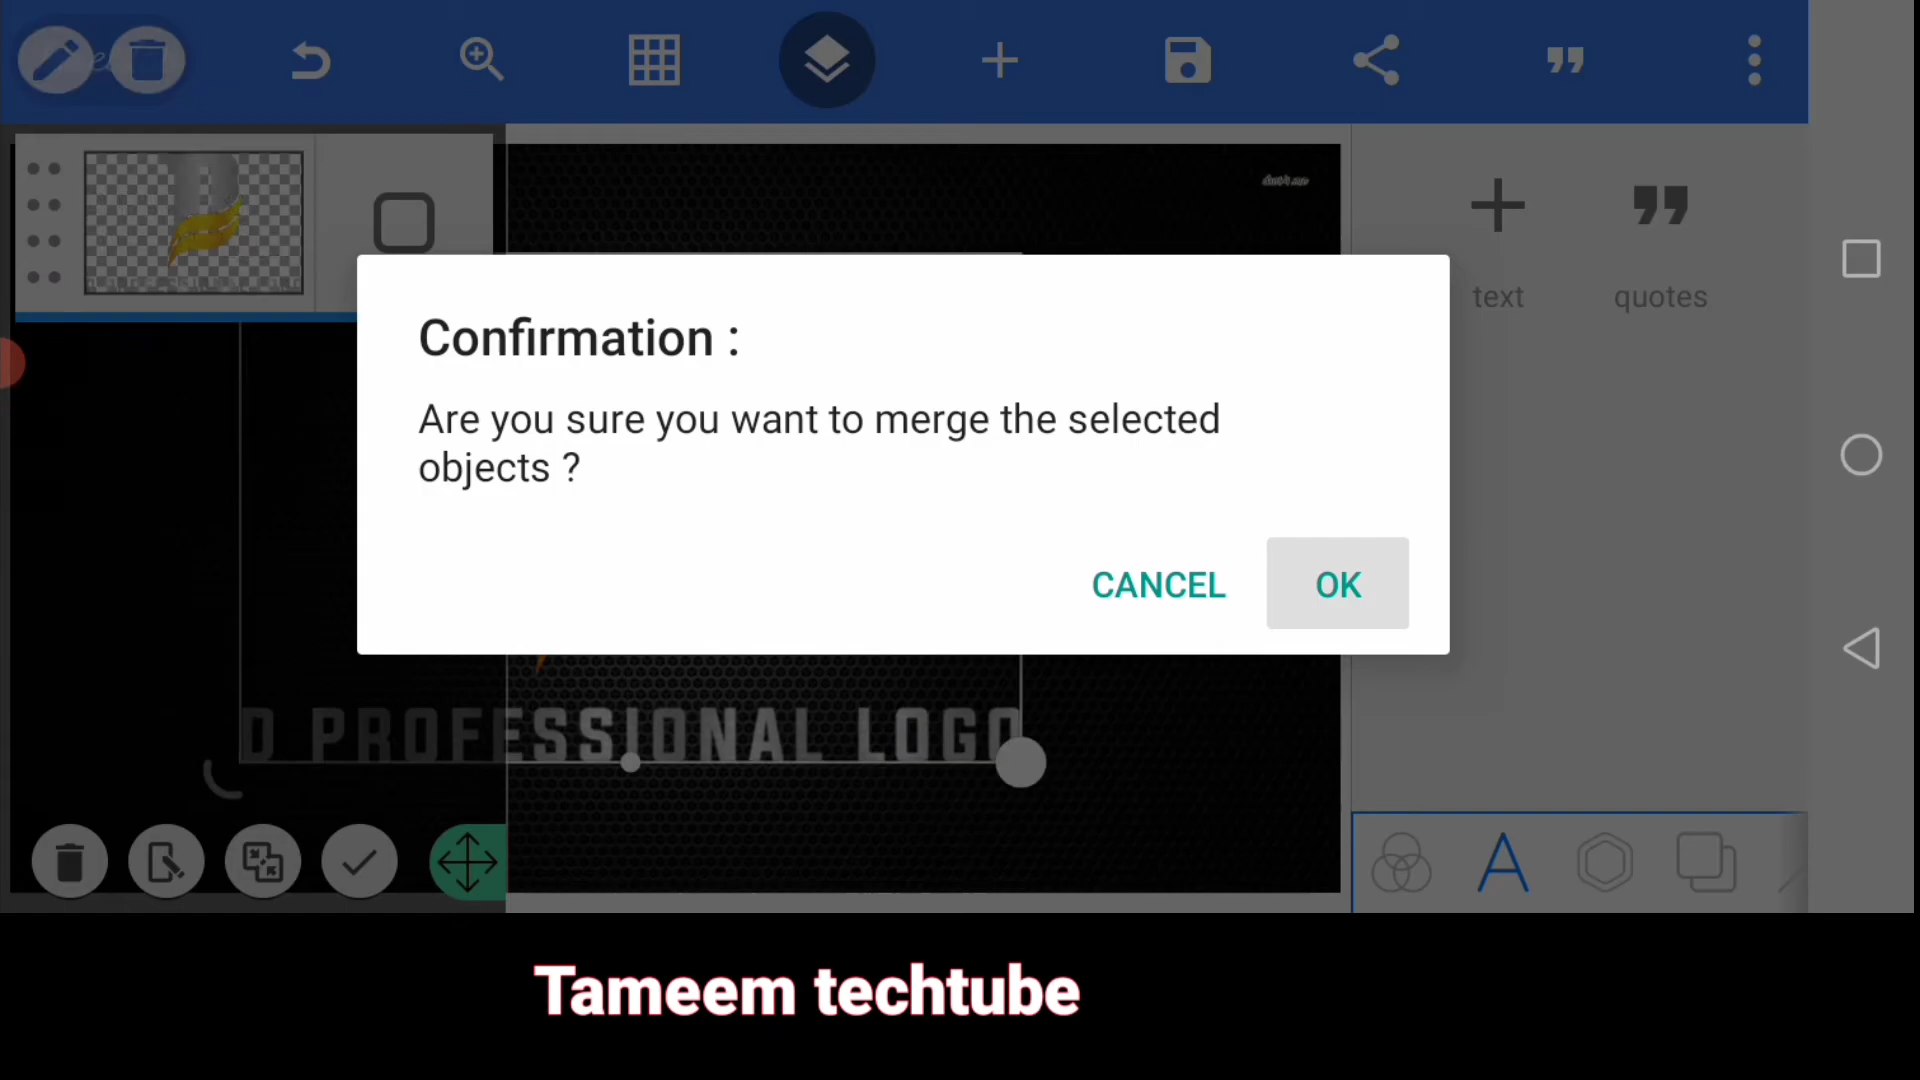 text
quotes
Confirmation :
Are you sure you want to merge the selected
objects ?
CANCEL
OK
D PROFESSIONAL LOGO
Tameem techtube